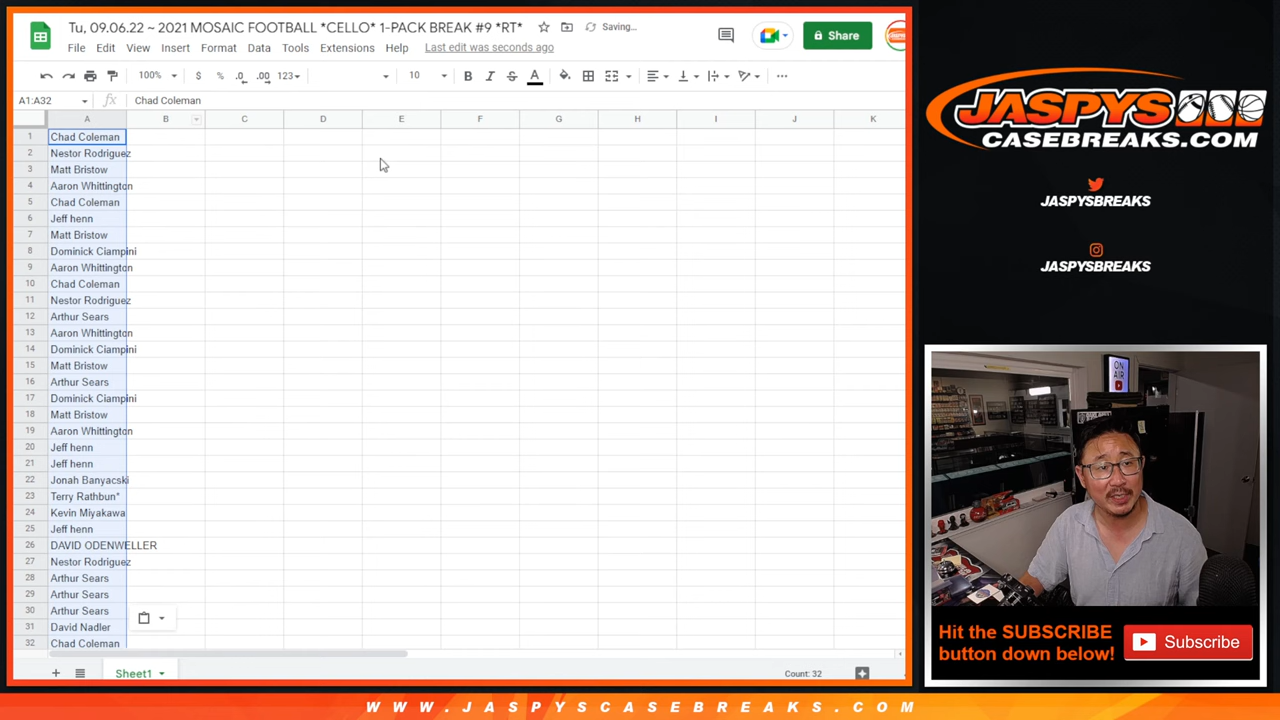 Tu, 09.06.22 ~ 2021 MOSAIC FOOTBALL *CELLO* 1-PACK BREAK #9 *RT*
Saving...
File Edit View Insert Format Data Tools Extensions Help Last edit was seconds ago
Share
100% $ % .0 .00 123 10 B I S A
A1:A32 fx Chad Coleman
A B C D E F G H I J K
1 Chad Coleman
2 Nestor Rodriguez
3 Matt Bristow
4 Aaron Whittington
5 Chad Coleman
6 Jeff henn
7 Matt Bristow
8 Dominick Ciampini
9 Aaron Whittington
10 Chad Coleman
11 Nestor Rodriguez
12 Arthur Sears
13 Aaron Whittington
14 Dominick Ciampini
15 Matt Bristow
16 Arthur Sears
17 Dominick Ciampini
18 Matt Bristow
19 Aaron Whittington
20 Jeff henn
21 Jeff henn
22 Jonah Banyacski
23 Terry Rathbun*
24 Kevin Miyakawa
25 Jeff henn
26 DAVID ODENWELLER
27 Nestor Rodriguez
28 Arthur Sears
29 Arthur Sears
30 Arthur Sears
31 David Nadler
32 Chad Coleman
Sheet1
Count: 32
JASPYS
CASEBREAKS.COM
JASPYSBREAKS
JASPYSBREAKS
ON AIR
Hit the SUBSCRIBE
button down below!
Subscribe
WWW.JASPYSCASEBREAKS.COM